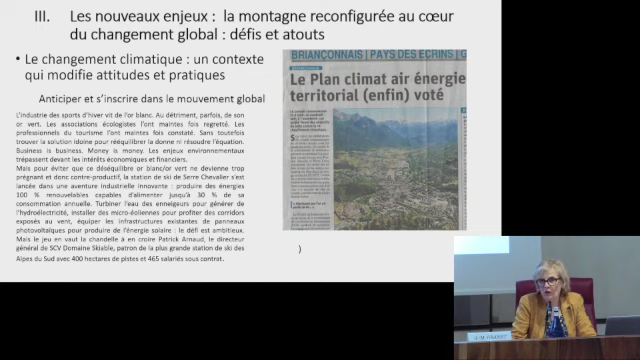 III. Les nouveaux enjeux : la montagne reconfigurée au cœur
du changement global : défis et atouts
• Le changement climatique : un contexte
qui modifie attitudes et pratiques
Anticiper et s'inscrire dans le mouvement global
L'industrie des sports d'hiver vit de l'or blanc. Au détriment, parfois, de son
or vert. Les associations écologistes l'ont maintes fois regretté. Les
professionnels du tourisme l'ont maintes fois constaté. Sans toutefois
trouver la solution idoine pour rééquilibrer la donne ni résoudre l'équation.
Business is business. Money is money. Les enjeux environnementaux
trépassent devant les intérêts économiques et financiers.
Mais pour éviter que ce déséquilibre or blanc/or vert ne devienne trop
prégnant et donc contre-productif, la station de ski de Serre Chevalier s'est
lancée dans une aventure industrielle innovante : produire des énergies
100 % renouvelables capables d'alimenter jusqu'à 30 % de sa
consommation annuelle. Turbiner l'eau des enneigeurs pour générer de
l'hydroélectricité, installer des micro-éoliennes pour profiter des corridors
exposés au vent, équiper les infrastructures existantes de panneaux
photovoltaïques pour produire de l'énergie solaire : le défi est ambitieux.
Mais le jeu en vaut la chandelle à en croire Patrick Arnaud, le directeur
général de SCV Domaine Skiable, patron de la plus grande station de ski des
Alpes du Sud avec 400 hectares de pistes et 465 salariés sous contrat.
BRIANÇONNAIS | PAYS DES ECRINS | G
Le Plan climat air énergie
territorial (enfin) voté
)